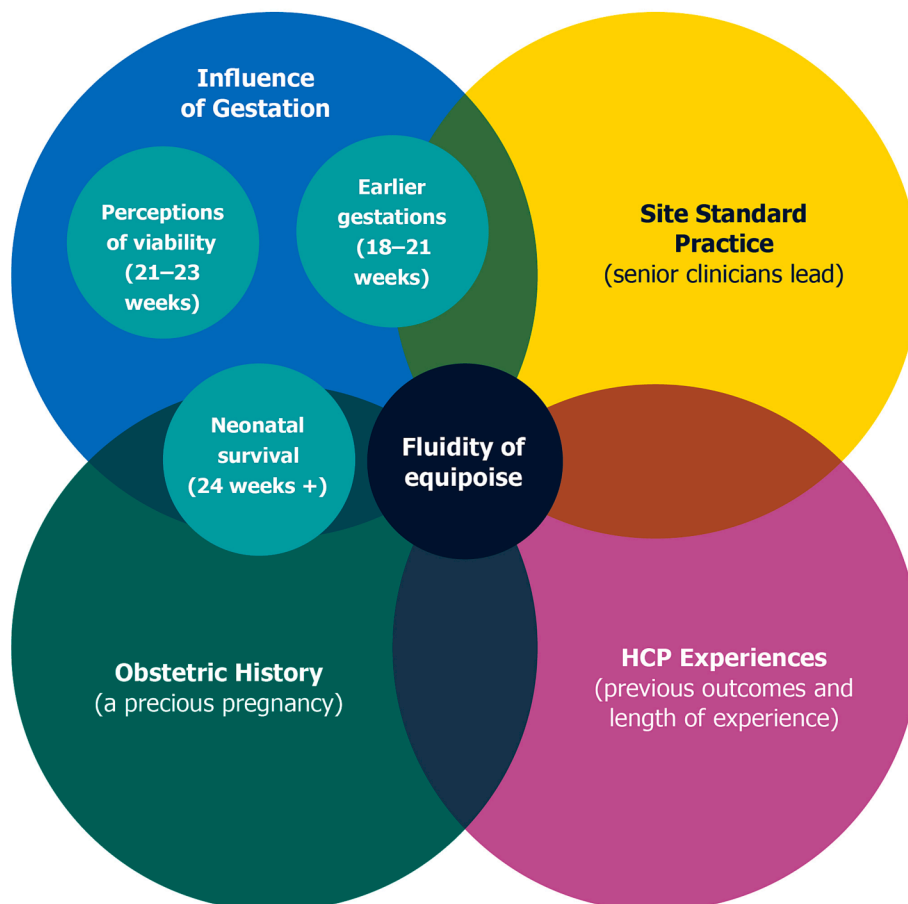 Influence
of Gestation
Perceptions
of viability
(21–23
weeks)
Earlier
gestations
(18–21
weeks)
Site Standard
Practice
(senior clinicians lead)
Neonatal
survival
(24 weeks +)
Fluidity of
equipoise
Obstetric History
(a precious pregnancy)
HCP Experiences
(previous outcomes and
length of experience)